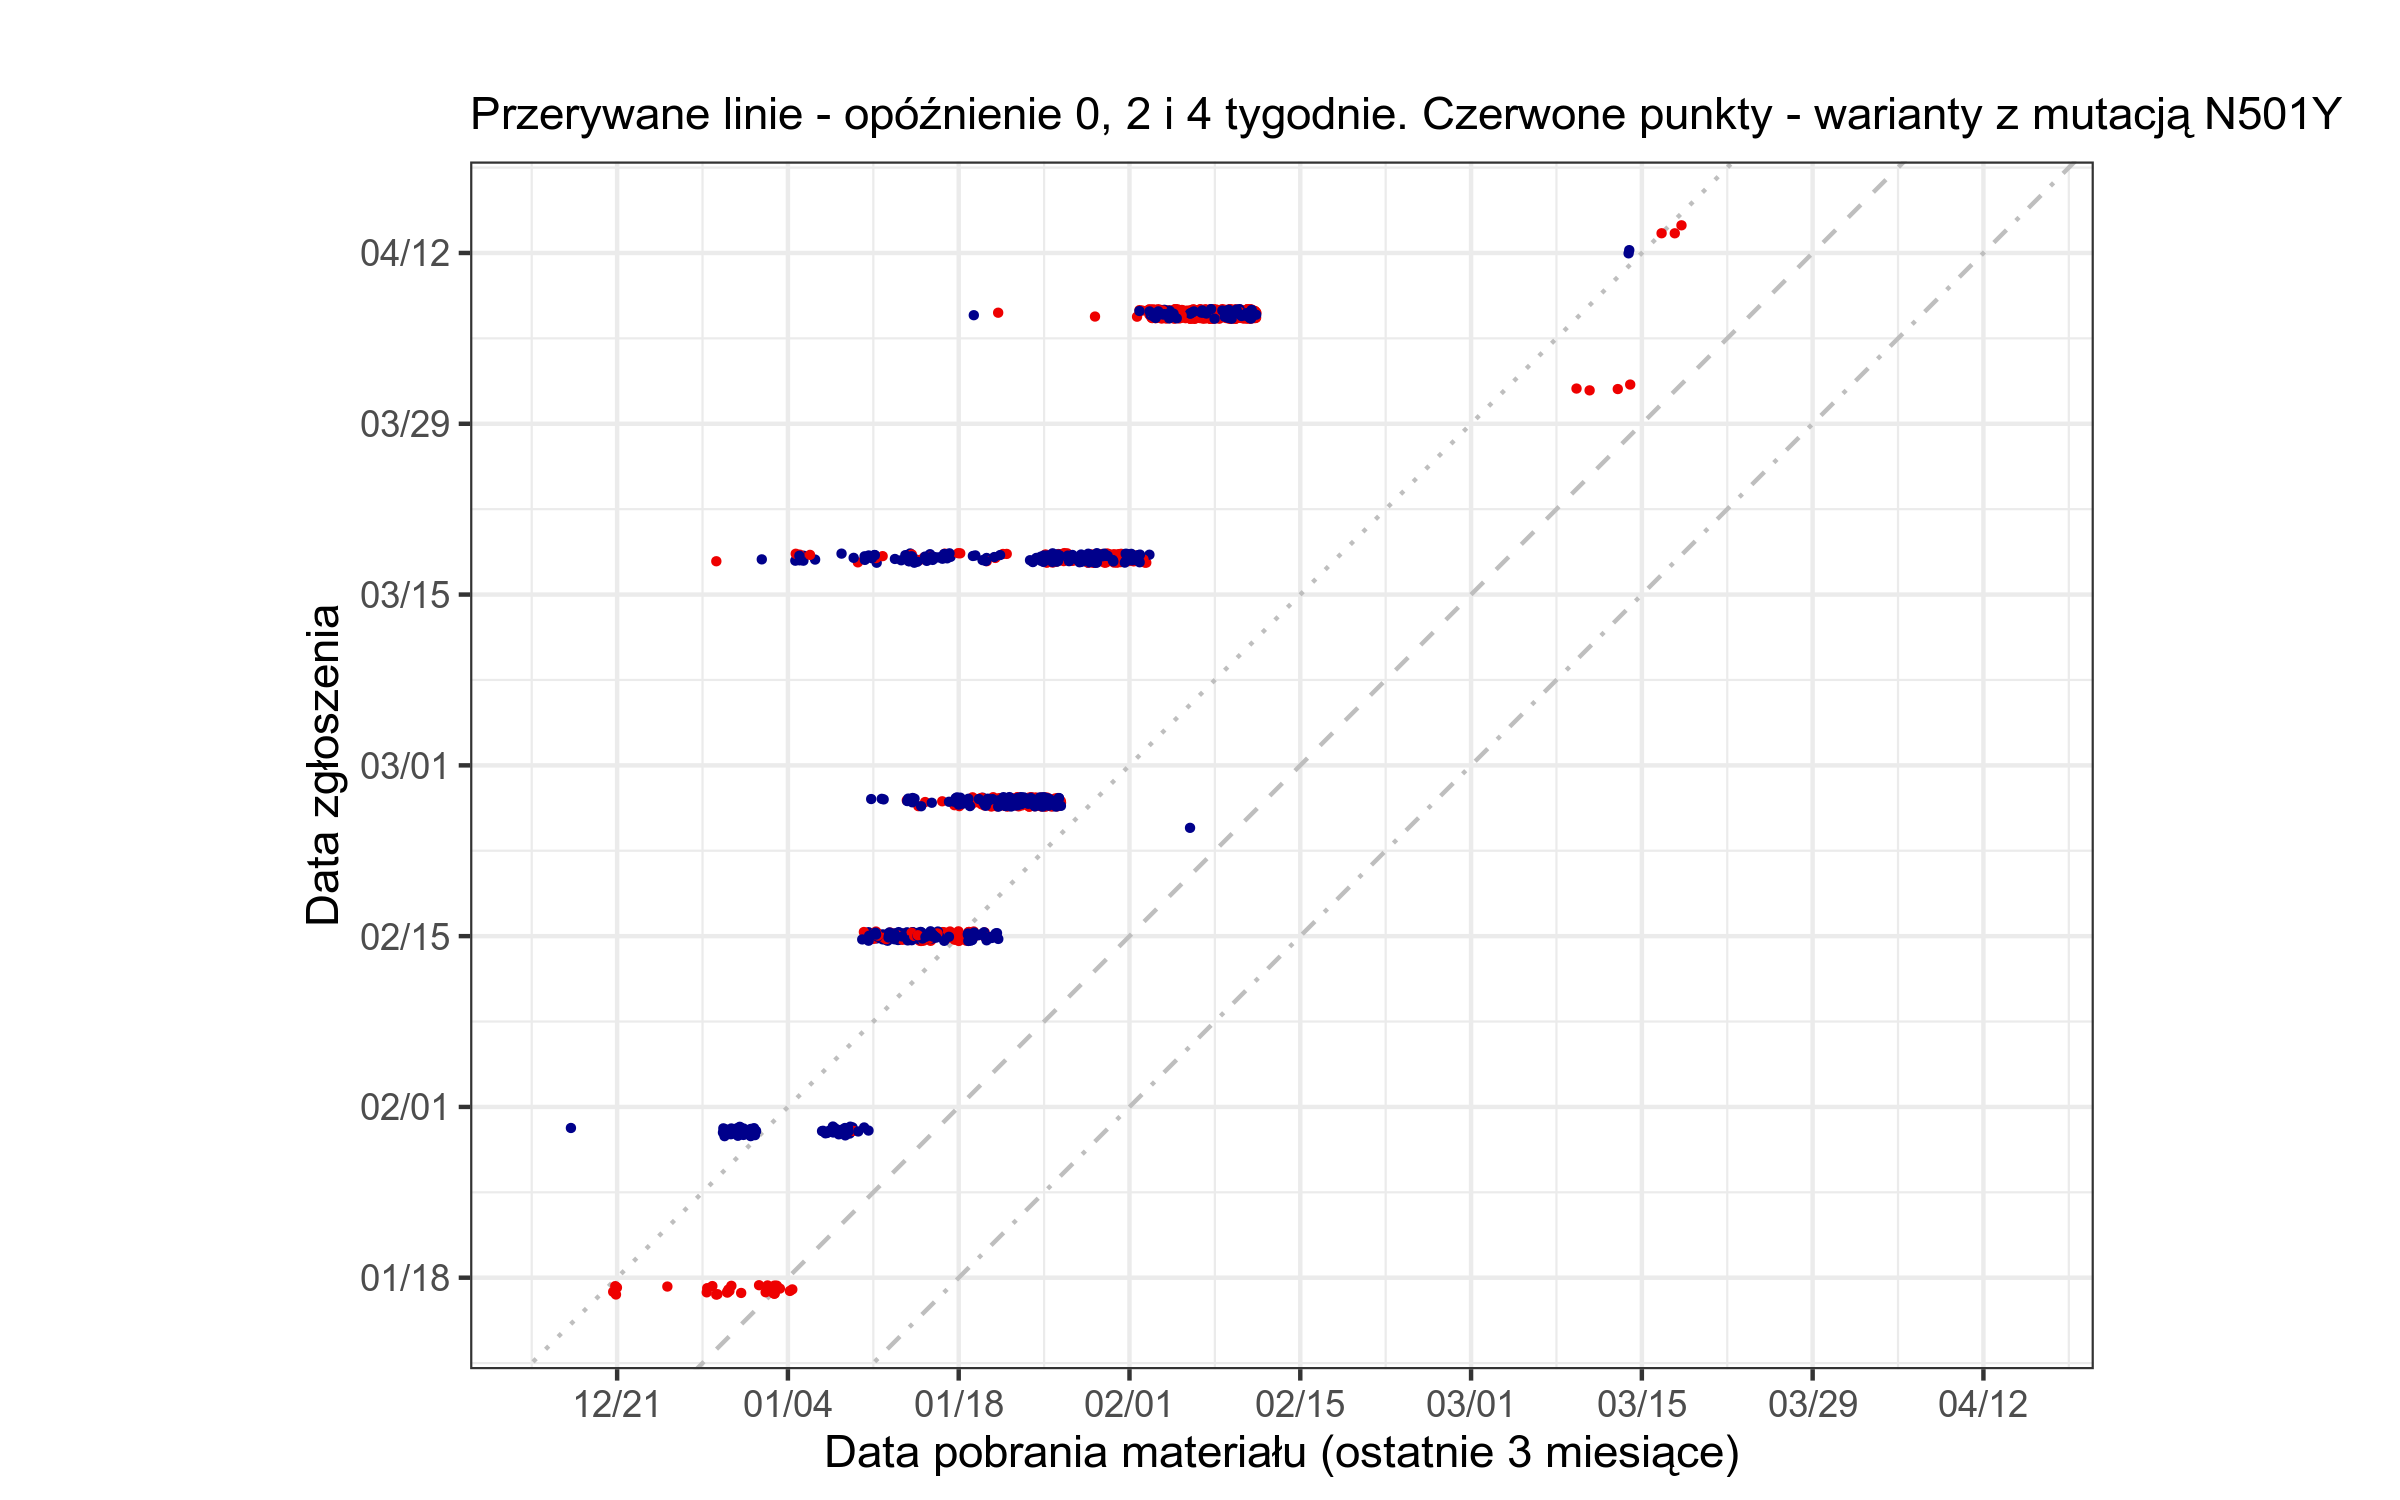 Przerywane linie - opóźnienie 0, 2 i 4 tygodnie. Czerwone punkty - warianty z mutacją N501Y
Data zgłoszenia
04/12
03/29
03/15
03/01
02/15
02/01
01/18
12/21 01/04 01/18 02/01 02/15 03/01 03/15 03/29 04/12
Data pobrania materiału (ostatnie 3 miesiące)